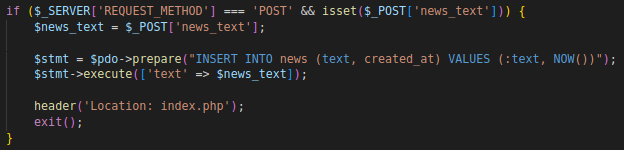 if ($_SERVER['REQUEST_METHOD'] === 'POST' && isset($_POST['news_text'])) {
    $news_text = $_POST['news_text'];

    $stmt = $pdo->prepare("INSERT INTO news (text, created_at) VALUES (:text, NOW())");
    $stmt->execute(['text' => $news_text]);

    header('Location: index.php');
    exit();
}